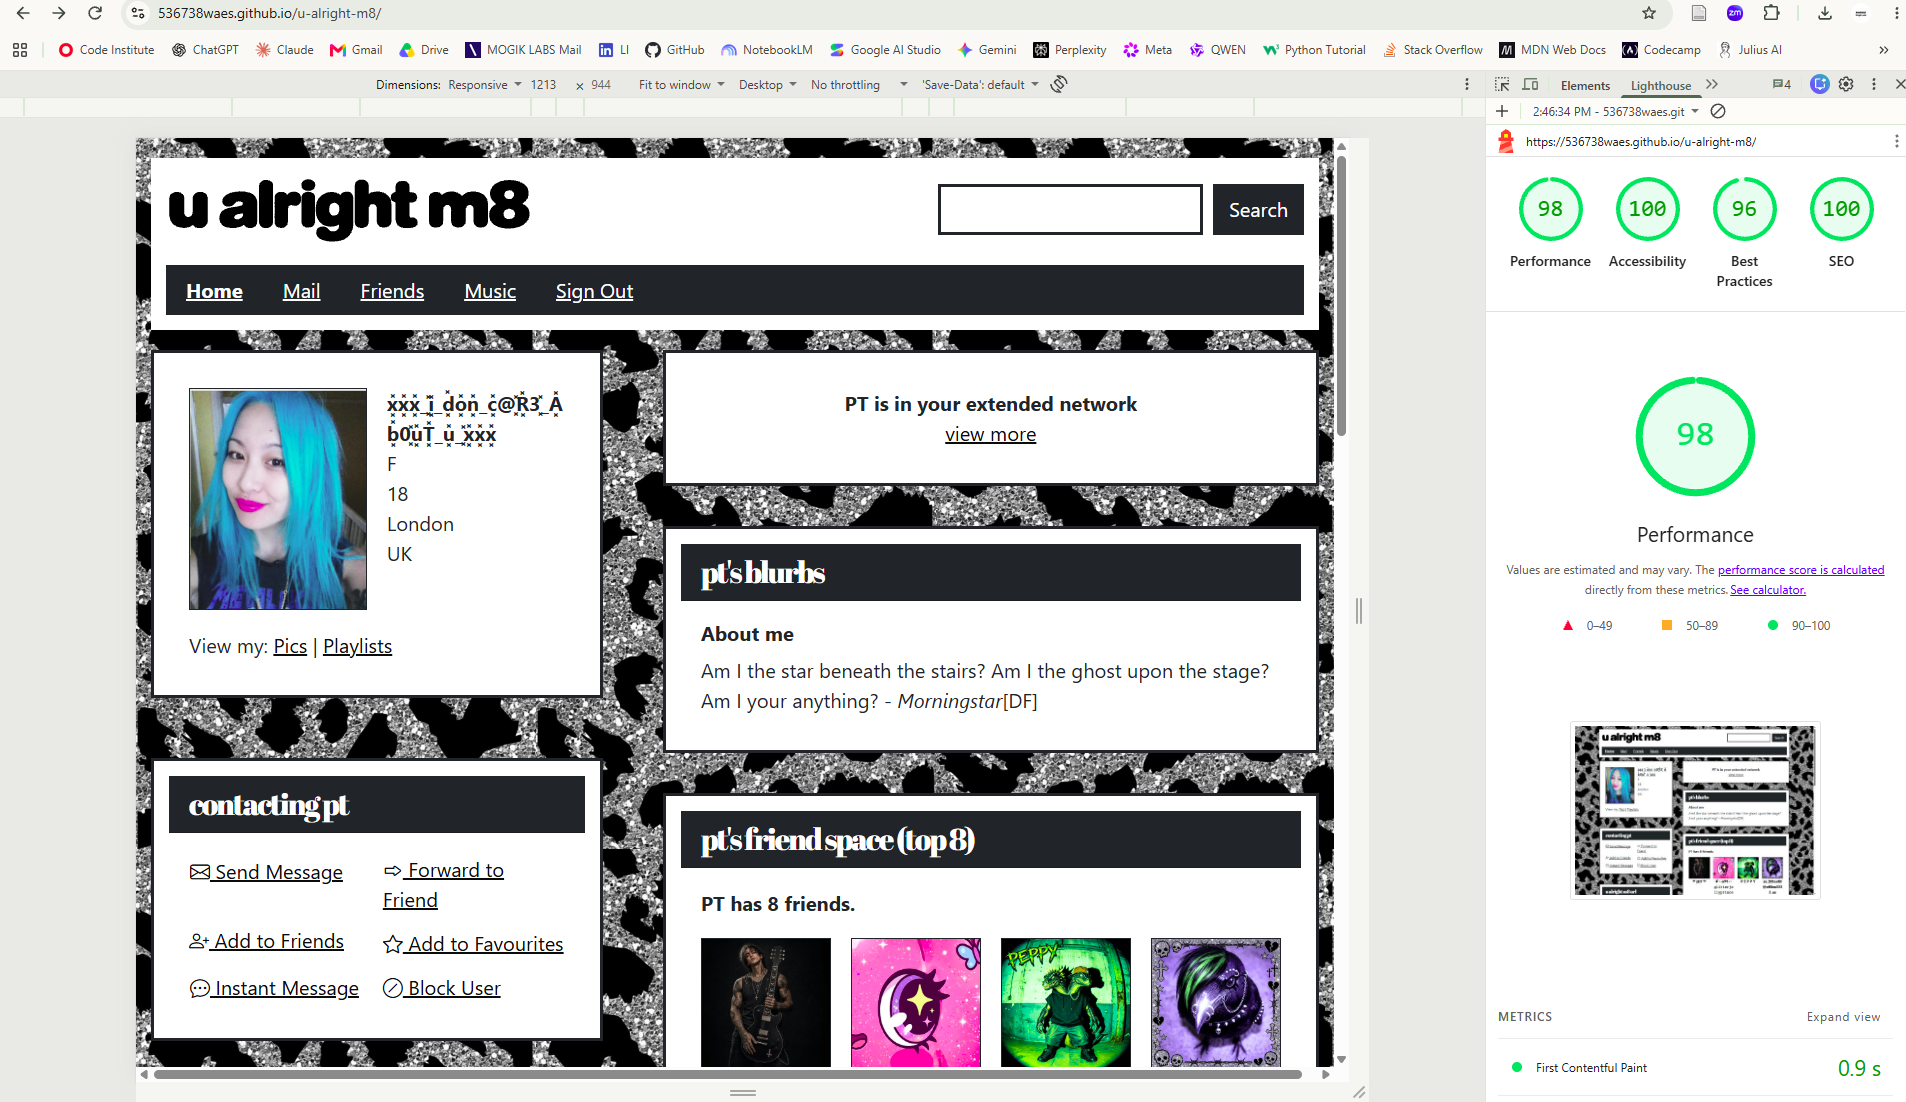 536738waes.github.io/u-alright-m8/
Code Institute ChatGPT Claude Gmail Drive MOGIK LABS Mail LI GitHub NotebookLM Google AI Studio Gemini Perplexity Meta QWEN Python Tutorial Stack Overflow MDN Web Docs Codecamp Julius AI »
Dimensions: Responsive 1213 x 944 Fit to window Desktop No throttling 'Save-Data': default
Elements Lighthouse » 4
2:46:34 PM - 536738waes.git
https://536738waes.github.io/u-alright-m8/
u alright m8
Search
Home Mail Friends Music Sign Out
F
18
London
UK
View my: Pics | Playlists
contacting pt
Send Message
Forward to
Friend
Add to Friends
Add to Favourites
Instant Message
Block User
PT is in your extended network
view more
pt's blurbs
About me
Am I the star beneath the stairs? Am I the ghost upon the stage?
Am I your anything? - Morningstar[DF]
pt's friend space (top 8)
PT has 8 friends.
PEPPY
98 100 96 100
Performance Accessibility Best SEO
Practices
98
Performance
Values are estimated and may vary. The performance score is calculated
directly from these metrics. See calculator.
0–49 50–89 90–100
u alright m8
METRICS Expand view
First Contentful Paint 0.9 s